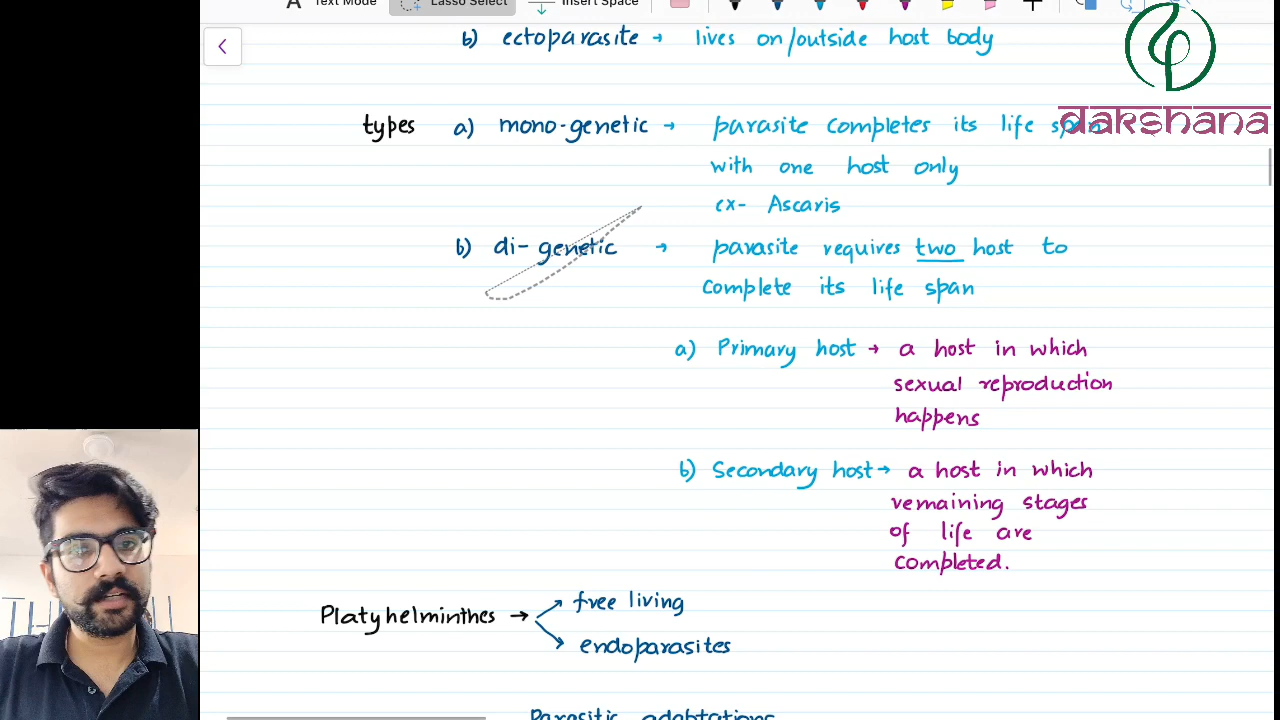 Text Mode
Lasso Select
Insert Space
b) ectoparasite → lives on/outside host body
dakshana
types a) mono-genetic → parasite completes its life span
with one host only
ex- Ascaris
b) di-genetic → parasite requires two host to
complete its life span
a) Primary host → a host in which
sexual reproduction
happens
b) Secondary host → a host in which
remaining stages
of life are
completed.
Platyhelminthes → free living
endoparasites
Parasitic adaptations